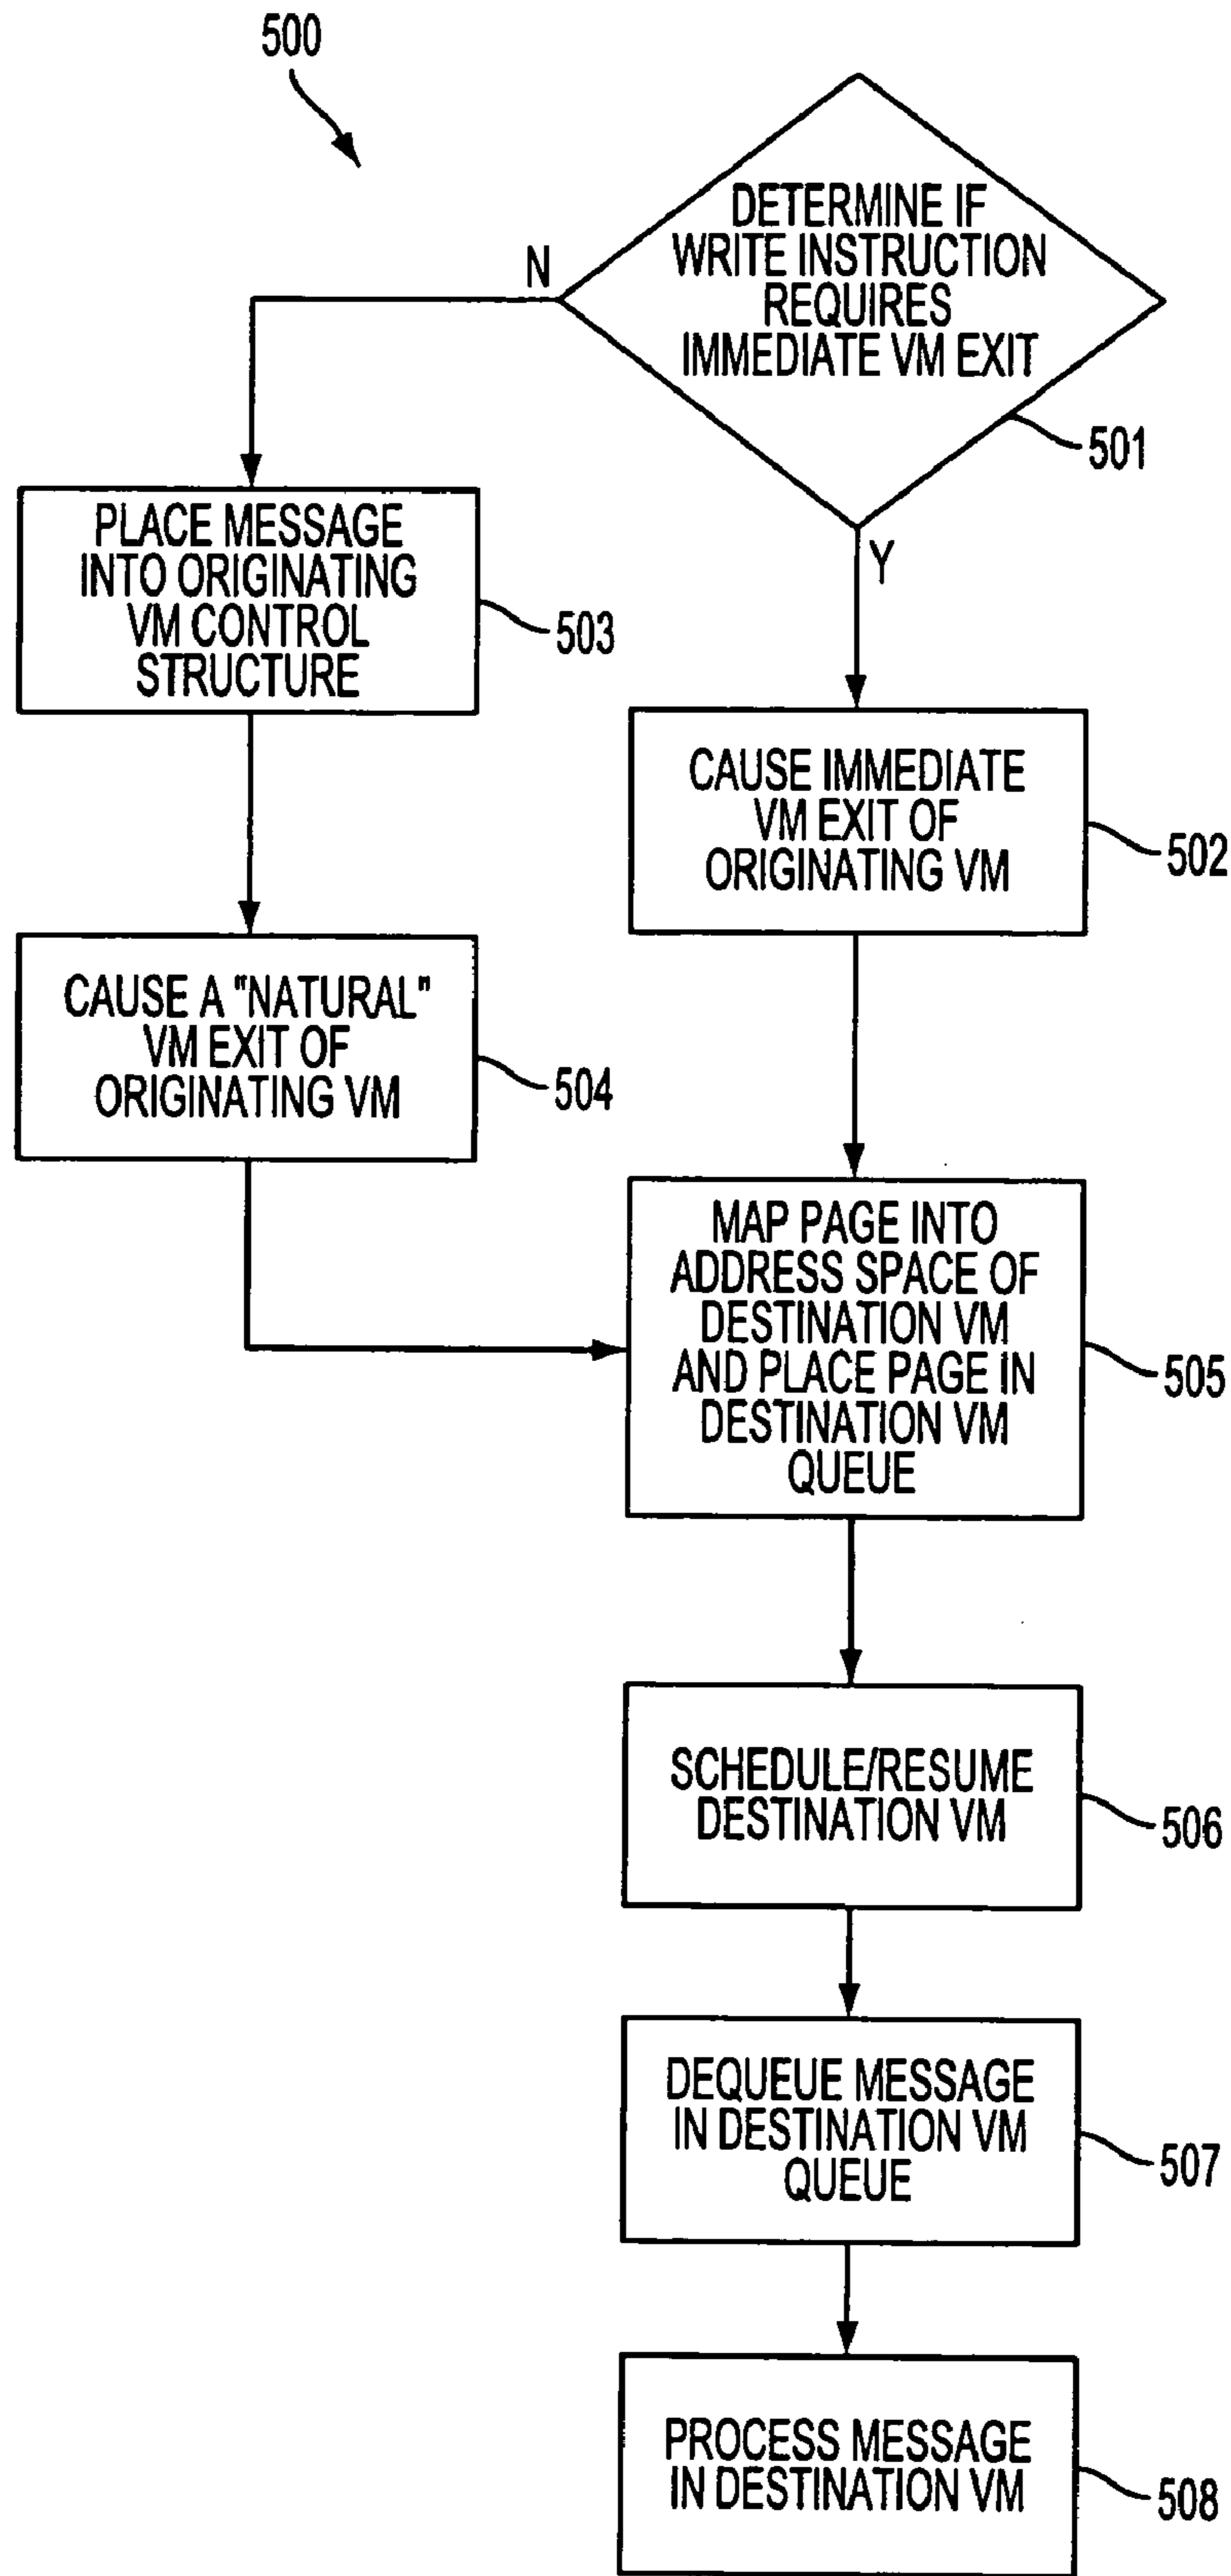 500
DETERMINE IF
WRITE INSTRUCTION
REQUIRES
IMMEDIATE VM EXIT
N
501
Y
PLACE MESSAGE
INTO ORIGINATING
VM CONTROL
STRUCTURE
503
CAUSE IMMEDIATE
VM EXIT OF
ORIGINATING VM
502
CAUSE A "NATURAL"
VM EXIT OF
ORIGINATING VM
504
MAP PAGE INTO
ADDRESS SPACE OF
DESTINATION VM
AND PLACE PAGE IN
DESTINATION VM
QUEUE
505
SCHEDULE/RESUME
DESTINATION VM
506
DEQUEUE MESSAGE
IN DESTINATION VM
QUEUE
507
PROCESS MESSAGE
IN DESTINATION VM
508